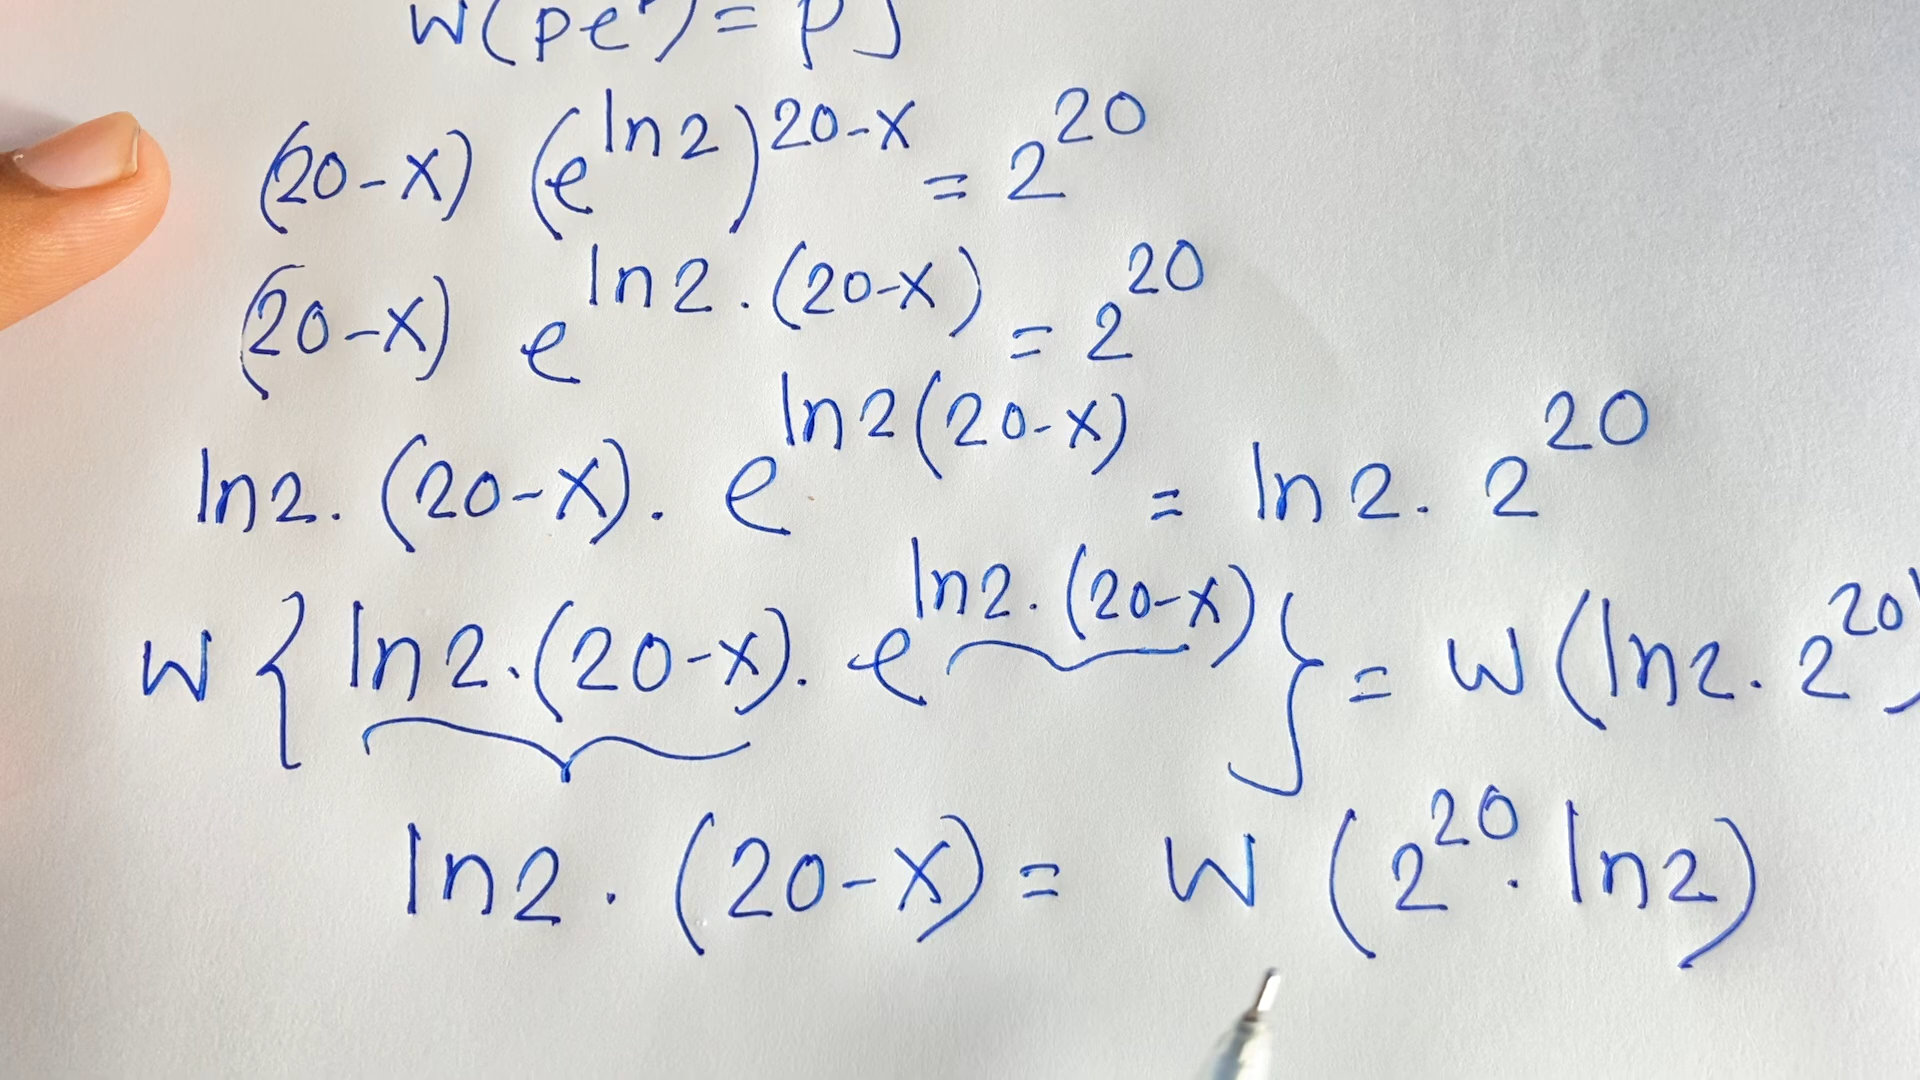 W(pe^p) = p}
(20-x) (e^ln2)^20-x = 2^20
(20-x) e^ln2.(20-x) = 2^20
ln2. (20-x). e^ln2(20-x) = ln2. 2^20
W { ln2.(20-x). e^ln2.(20-x) } = W(ln2. 2^20)
ln2. (20-x) = W (2^20. ln2)